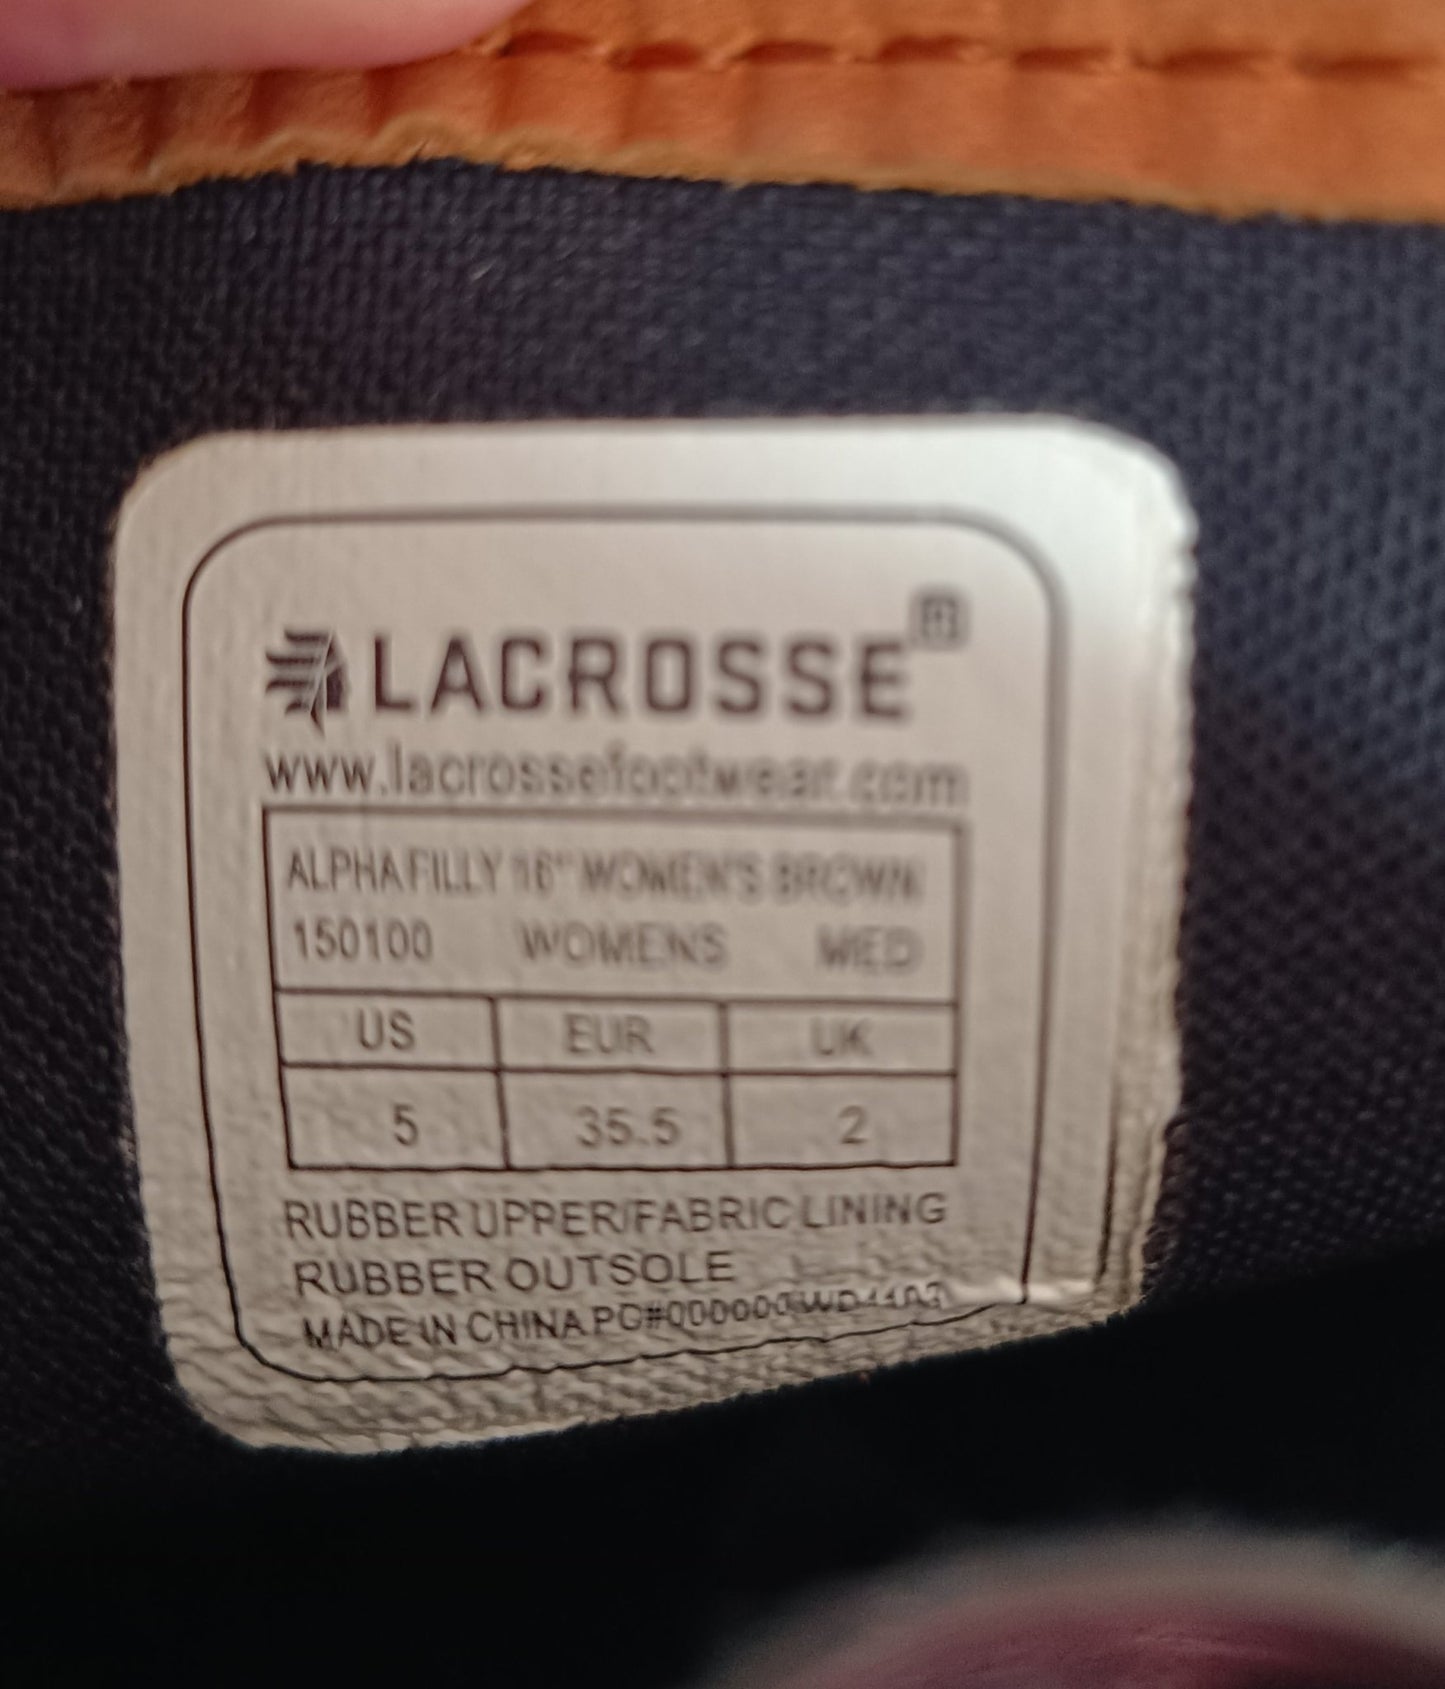 LACROSSE
www.lacrossefootwear.com
ALPHA FILLY 16" WOMEN'S BROWN
150100 WOMENS MED
US EUR UK
5 35.5 2
RUBBER UPPER/FABRIC LINING
RUBBER OUTSOLE
MADE IN CHINA